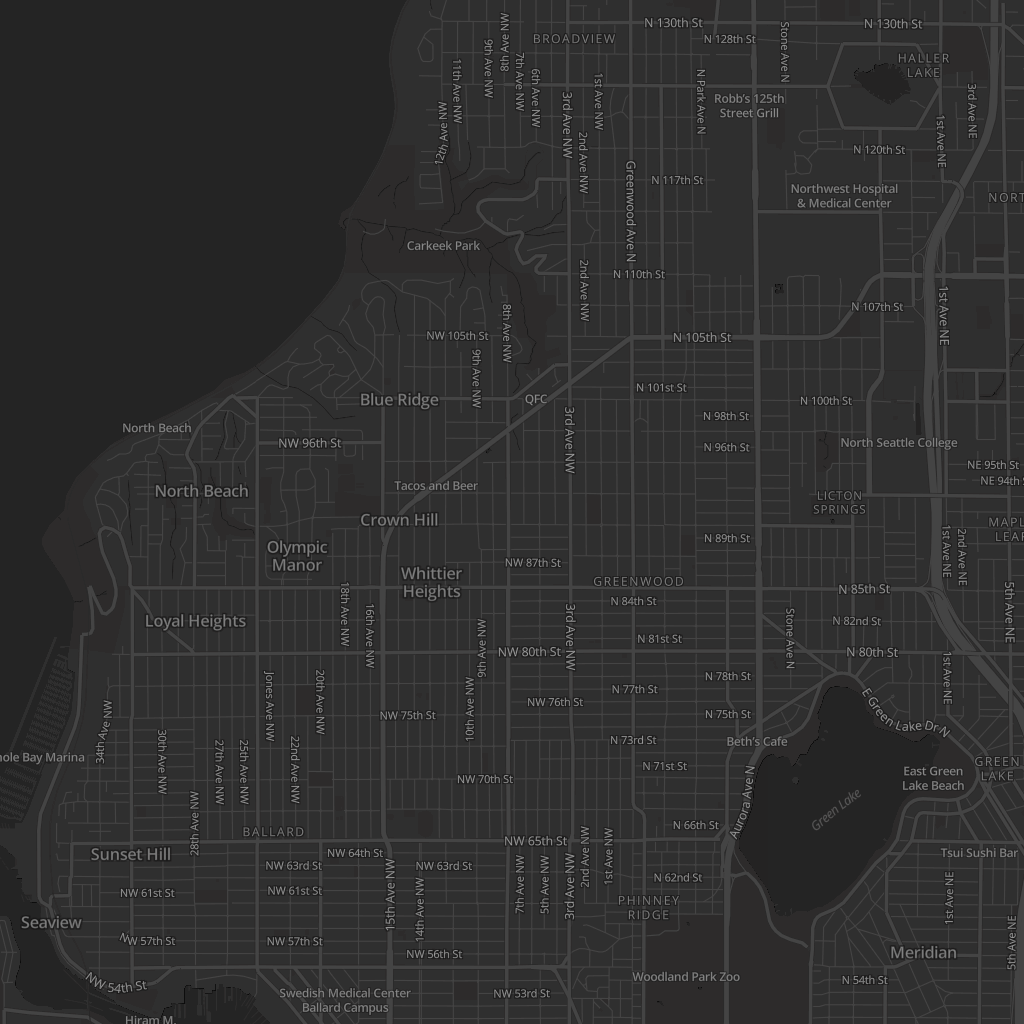 N 130th St
N 130th St
N 128th St
BROADVIEW
Stone Ave N
8th Ave NW
9th Ave NW
7th Ave NW
11th Ave NW
6th Ave NW
1st Ave NW
N Park Ave N
HALLER
LAKE
3rd Ave NE
3rd Ave NW
Robb's 125th
Street Grill
12th Ave NW
2nd Ave NW
1st Ave NE
N 120th St
N 117th St
Northwest Hospital
& Medical Center
NORT
Greenwood Ave N
Carkeek Park
N 110th St
2nd Ave NW
1st Ave NE
N 107th St
8th Ave NW
NW 105th St
N 105th St
9th Ave NW
N 101st St
Blue Ridge
QFC
N 100th St
N 98th St
North Beach
3rd Ave NW
NW 96th St
N 96th St
North Seattle College
NE 95th St
NE 94th S
North Beach
Tacos and Beer
LICTON
SPRINGS
Crown Hill
MAPL
LEAF
N 89th St
1st Ave NE
2nd Ave NE
Olympic
Manor
NW 87th St
Whittier
Heights
GREENWOOD
N 85th St
N 84th St
18th Ave NW
16th Ave NW
5th Ave NE
Loyal Heights
N 82nd St
9th Ave NW
3rd Ave NW
N 81st St
Stone Ave N
NW 80th St
N 80th St
1st Ave NE
N 78th St
Jones Ave NW
20th Ave NW
N 77th St
10th Ave NW
NW 76th St
NW 75th St
N 75th St
E Green Lake Dr N
34th Ave NW
30th Ave NW
N 73rd St
Beth's Cafe
27th Ave NW
25th Ave NW
22nd Ave NW
ole Bay Marina
N 71st St
GREEN
LAKE
East Green
Lake Beach
NW 70th St
Aurora Ave N
Green Lake
28th Ave NW
N 66th St
BALLARD
NW 65th St
Sunset Hill
NW 64th St
2nd Ave NW
1st Ave NW
Tsui Sushi Bar
NW 63rd St
NW 63rd St
7th Ave NW
5th Ave NW
3rd Ave NW
N 62nd St
NW 61st St
NW 61st St
15th Ave NW
14th Ave NW
1st Ave NE
PHINNEY
RIDGE
Seaview
5th Ave NE
NW 57th St
NW 57th St
NW 56th St
Meridian
Woodland Park Zoo
N 54th St
NW 54th St
Swedish Medical Center
Ballard Campus
NW 53rd St
Hiram M.